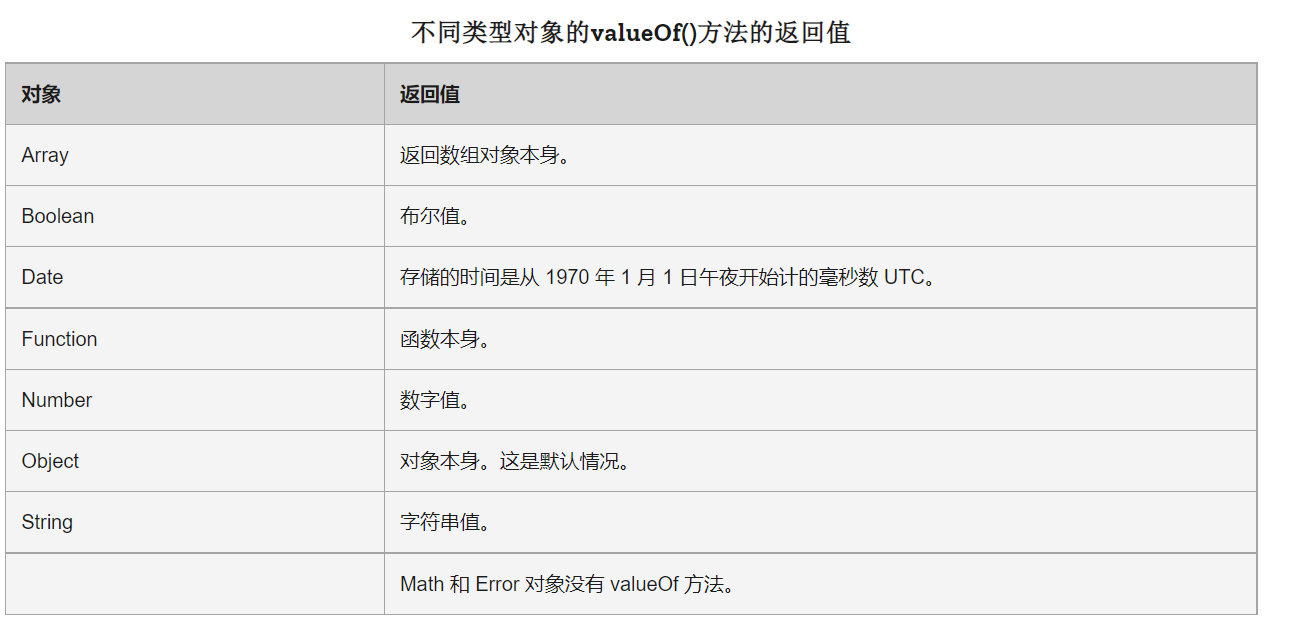 不同类型对象的valueOf()方法的返回值
对象 返回值
Array 返回数组对象本身。
Boolean 布尔值。
Date 存储的时间是从 1970 年 1 月 1 日午夜开始计的毫秒数 UTC。
Function 函数本身。
Number 数字值。
Object 对象本身。这是默认情况。
String 字符串值。
Math 和 Error 对象没有 valueOf 方法。